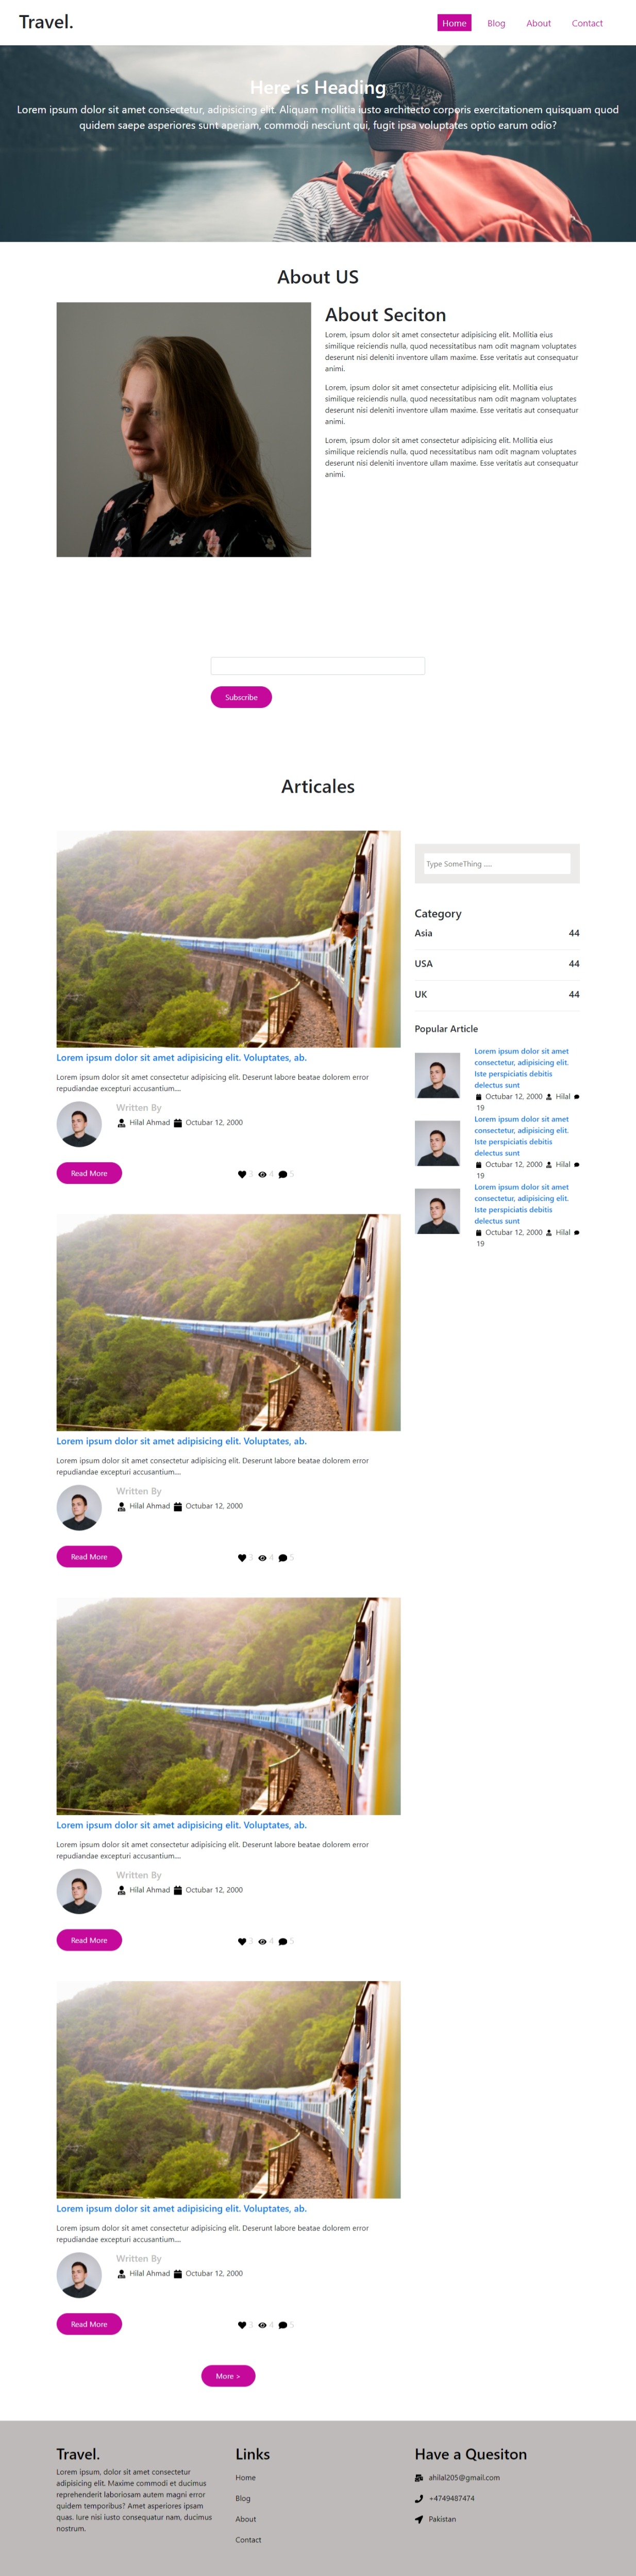 Travel.
Home Blog About Contact
Here is Heading
Lorem ipsum dolor sit amet consectetur, adipisicing elit. Aliquam mollitia iusto architecto corporis exercitationem quisquam quod
quidem saepe asperiores sunt aperiam, commodi nesciunt qui, fugit ipsa voluptates optio earum odio?
About US
About Seciton
Lorem, ipsum dolor sit amet consectetur adipisicing elit. Mollitia eius
similique reiciendis nulla, quod necessitatibus nam odit magnam voluptates
deserunt nisi deleniti inventore ullam maxime. Esse veritatis aut consequatur
animi.
Lorem, ipsum dolor sit amet consectetur adipisicing elit. Mollitia eius
similique reiciendis nulla, quod necessitatibus nam odit magnam voluptates
deserunt nisi deleniti inventore ullam maxime. Esse veritatis aut consequatur
animi.
Lorem, ipsum dolor sit amet consectetur adipisicing elit. Mollitia eius
similique reiciendis nulla, quod necessitatibus nam odit magnam voluptates
deserunt nisi deleniti inventore ullam maxime. Esse veritatis aut consequatur
animi.
Subscribe
Articales
Lorem ipsum dolor sit amet adipisicing elit. Voluptates, ab.
Lorem ipsum dolor sit amet consectetur adipisicing elit. Deserunt labore beatae dolorem error
repudiandae excepturi accusantium....
Written By
Hilal Ahmad Octubar 12, 2000
Read More 3 4 5
Lorem ipsum dolor sit amet adipisicing elit. Voluptates, ab.
Lorem ipsum dolor sit amet consectetur adipisicing elit. Deserunt labore beatae dolorem error
repudiandae excepturi accusantium....
Written By
Hilal Ahmad Octubar 12, 2000
Read More 3 4 5
Lorem ipsum dolor sit amet adipisicing elit. Voluptates, ab.
Lorem ipsum dolor sit amet consectetur adipisicing elit. Deserunt labore beatae dolorem error
repudiandae excepturi accusantium....
Written By
Hilal Ahmad Octubar 12, 2000
Read More 3 4 5
Lorem ipsum dolor sit amet adipisicing elit. Voluptates, ab.
Lorem ipsum dolor sit amet consectetur adipisicing elit. Deserunt labore beatae dolorem error
repudiandae excepturi accusantium....
Written By
Hilal Ahmad Octubar 12, 2000
Read More 3 4 5
More >
Type SomeThing .....
Category
Asia 44
USA 44
UK 44
Popular Article
Lorem ipsum dolor sit amet
consectetur, adipisicing elit.
Iste perspiciatis debitis
delectus sunt
Octubar 12, 2000 Hilal
19
Lorem ipsum dolor sit amet
consectetur, adipisicing elit.
Iste perspiciatis debitis
delectus sunt
Octubar 12, 2000 Hilal
19
Lorem ipsum dolor sit amet
consectetur, adipisicing elit.
Iste perspiciatis debitis
delectus sunt
Octubar 12, 2000 Hilal
19
Travel.
Lorem ipsum, dolor sit amet consectetur
adipisicing elit. Maxime commodi et ducimus
reprehenderit laboriosam autem magni error
quidem temporibus? Amet asperiores ipsam
quas. Iure nisi iusto consequatur nam, ducimus
nostrum.
Links
Home
Blog
About
Contact
Have a Quesiton
ahilal205@gmail.com
+4749487474
Pakistan